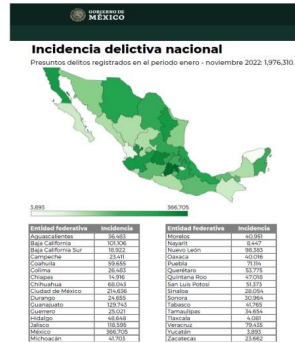 GOBIERNO DE
MÉXICO
Incidencia delictiva nacional
Presuntos delitos registrados en el periodo enero - noviembre 2022: 1,976,310.
3,893 366,705
Entidad federativa Incidencia
Aguascalientes 36,483
Baja California 101,106
Baja California Sur 18,922
Campeche 23,411
Coahuila 59,655
Colima 26,483
Chiapas 14,916
Chihuahua 68,043
Ciudad de México 214,636
Durango 24,655
Guanajuato 129,743
Guerrero 25,021
Hidalgo 48,648
Jalisco 118,595
México 366,705
Michoacán 41,703
Entidad federativa Incidencia
Morelos 40,951
Nayarit 8,447
Nuevo León 98,383
Oaxaca 40,016
Puebla 71,114
Querétaro 53,775
Quintana Roo 47,018
San Luis Potosí 51,373
Sinaloa 28,054
Sonora 30,964
Tabasco 41,765
Tamaulipas 34,654
Tlaxcala 4,081
Veracruz 79,435
Yucatán 3,893
Zacatecas 23,662